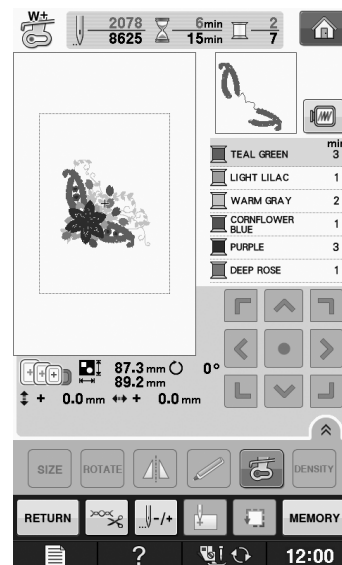 W+
2078 6min 2
8625 15min 7
min
TEAL GREEN 3
LIGHT LILAC 1
WARM GRAY 2
CORNFLOWER
BLUE 1
PURPLE 3
DEEP ROSE 1
87.3 mm 0°
89.2 mm
+ 0.0 mm + 0.0 mm
SIZE ROTATE DENSITY
RETURN -/+ MEMORY
? 12:00